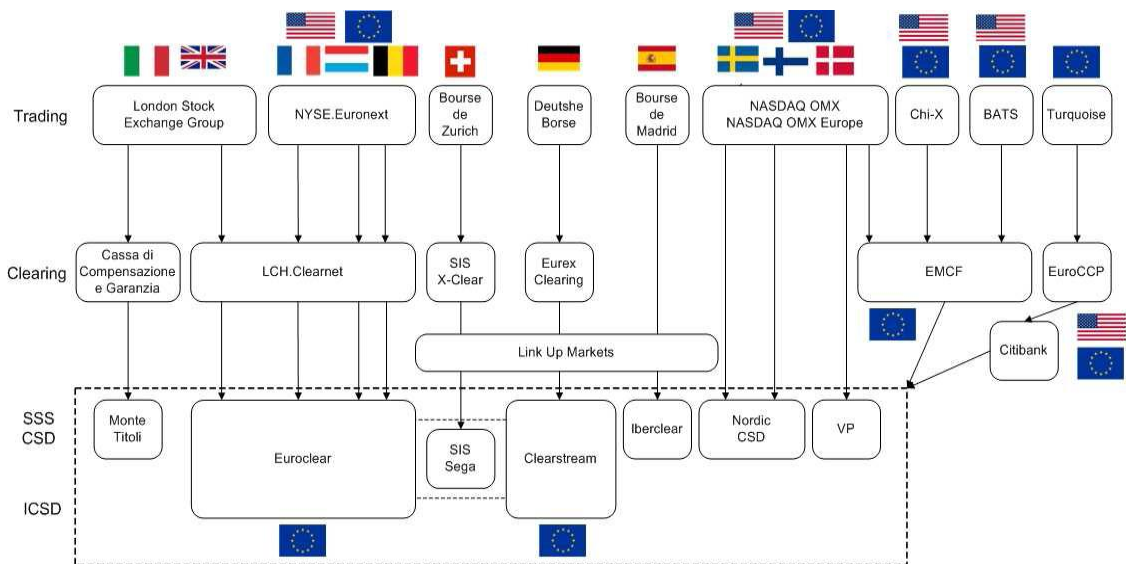 Trading
London Stock
Exchange Group
NYSE.Euronext
Bourse
de
Zurich
Deutshe
Borse
Bourse
de
Madrid
NASDAQ OMX
NASDAQ OMX Europe
Chi-X
BATS
Turquoise
Clearing
Cassa di
Compensazione
e Garanzia
LCH.Clearnet
SIS
X-Clear
Eurex
Clearing
EMCF
EuroCCP
Link Up Markets
Citibank
SSS
CSD
Monte
Titoli
Euroclear
SIS
Sega
Clearstream
Iberclear
Nordic
CSD
VP
ICSD